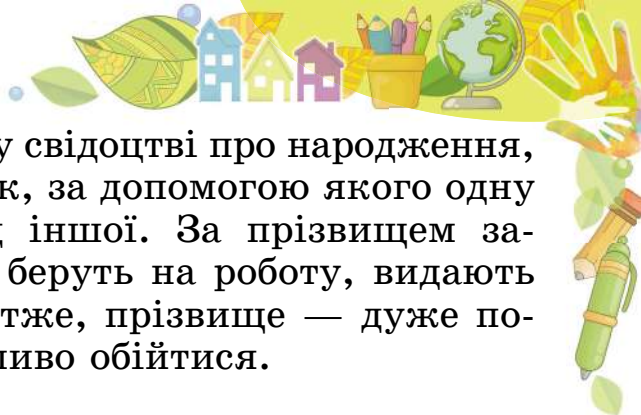 у свідоцтві про народження,
к, за допомогою якого одну
іншої. За прізвищем за-
беруть на роботу, видають
тже, прізвище — дуже по-
ливо обійтися.